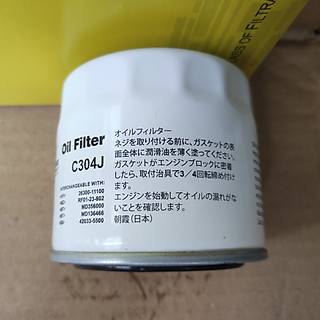 RS OF FILTRA
Oil Filter
C304J
INTERCHANGEABLE WITH:
26300-11100
RF01-23-802
MD356000
MD136466
42033-5500
オイルフィルター
ネジを取り付ける前に、ガスケットの表
面全体に潤滑油を薄く塗ってください。
ガスケットがエンジンブロックに密着
したら、取付治具で3/4回転締め付け
ます。
エンジンを始動してオイルの漏れがな
いことを確認します。
朝霞(日本)